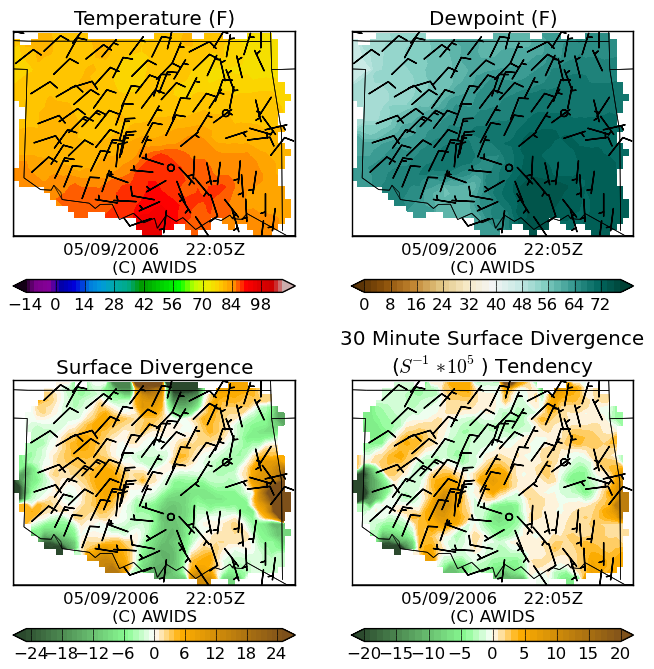 Temperature (F)
Dewpoint (F)
05/09/2006 22:05Z
(C) AWIDS
05/09/2006 22:05Z
(C) AWIDS
−14 0 14 28 42 56 70 84 98
0 8 16 24 32 40 48 56 64 72
Surface Divergence
30 Minute Surface Divergence
(S⁻¹ *10⁵ ) Tendency
05/09/2006 22:05Z
(C) AWIDS
05/09/2006 22:05Z
(C) AWIDS
−24 −18 −12 −6 0 6 12 18 24
−20 −15 −10 −5 0 5 10 15 20